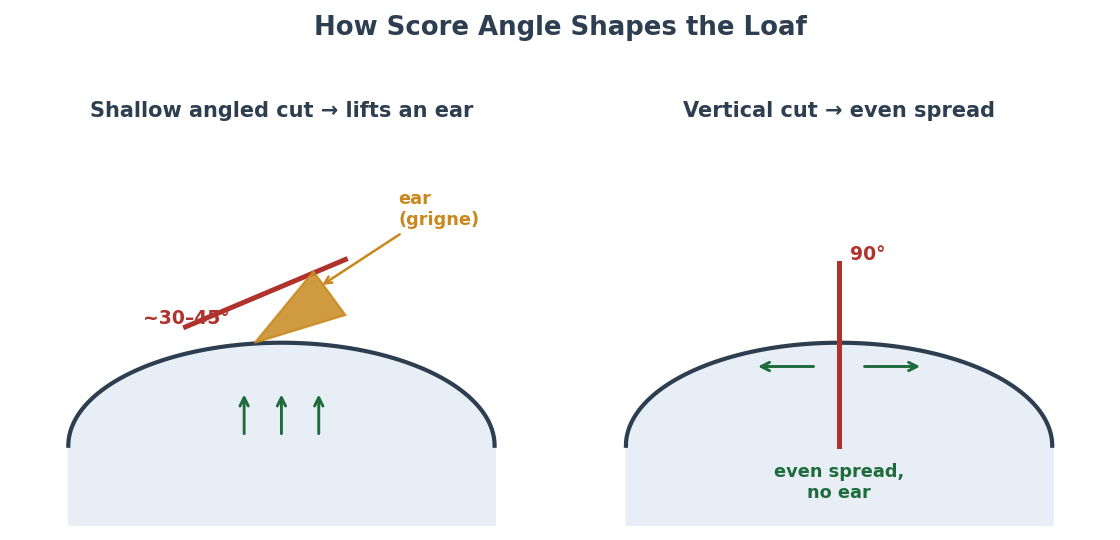 How Score Angle Shapes the Loaf
Shallow angled cut → lifts an ear
Vertical cut → even spread
ear
(grigne)
~30–45°
90°
even spread,
no ear